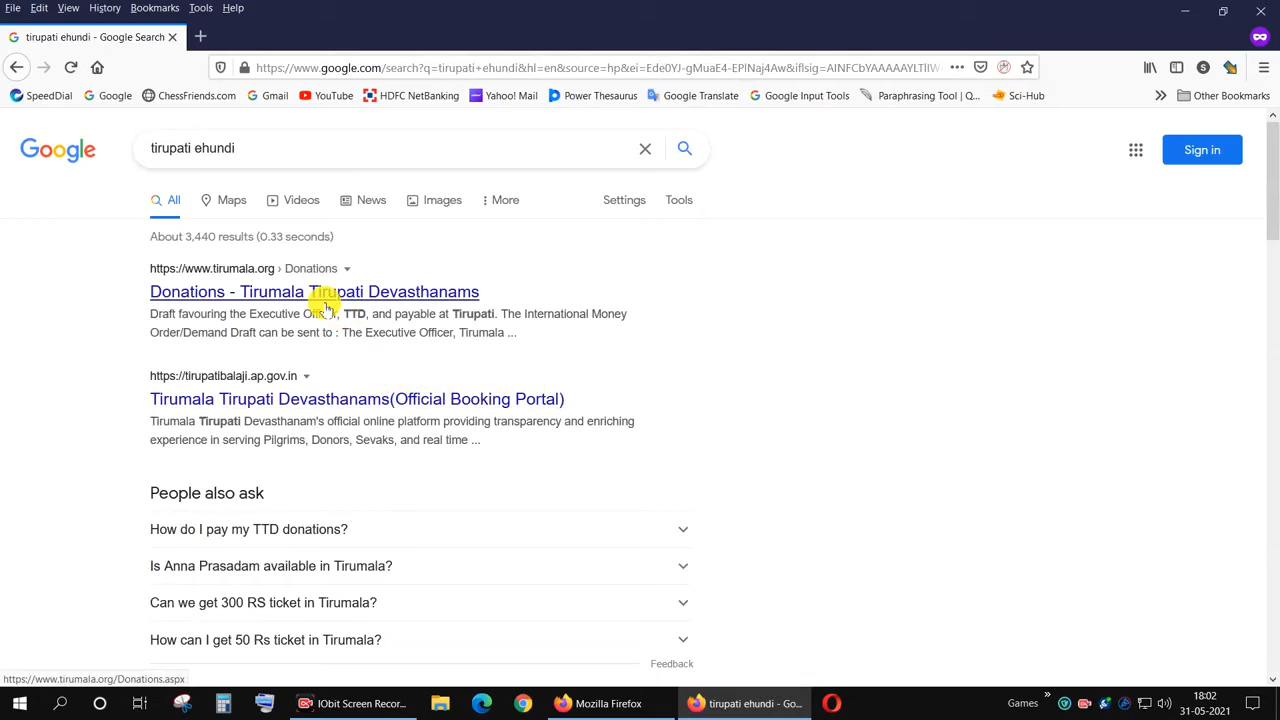 File Edit View History Bookmarks Tools Help
tirupati ehundi - Google Search
https://www.google.com/search?q=tirupati+ehundi&hl=en&source=hp&ei=Ede0YJ-gMuaE4-EPlNaj4Aw&iflsig=AINFCbYAAAAAYLTlIW
SpeedDial Google ChessFriends.com Gmail YouTube HDFC NetBanking Yahoo! Mail Power Thesaurus Google Translate Google Input Tools Paraphrasing Tool | Q... Sci-Hub Other Bookmarks
Google tirupati ehundi Sign in
All Maps Videos News Images More Settings Tools
About 3,440 results (0.33 seconds)
https://www.tirumala.org › Donations
Donations - Tirumala Tirupati Devasthanams
Draft favouring the Executive Officer, TTD, and payable at Tirupati. The International Money
Order/Demand Draft can be sent to : The Executive Officer, Tirumala ...
https://tirupatibalaji.ap.gov.in
Tirumala Tirupati Devasthanams(Official Booking Portal)
Tirumala Tirupati Devasthanam's official online platform providing transparency and enriching
experience in serving Pilgrims, Donors, Sevaks, and real time ...
People also ask
How do I pay my TTD donations?
Is Anna Prasadam available in Tirumala?
Can we get 300 RS ticket in Tirumala?
How can I get 50 Rs ticket in Tirumala?
Feedback
https://www.tirumala.org/Donations.aspx
IObit Screen Recor... Mozilla Firefox tirupati ehundi - Go... Games 18:02
31-05-2021